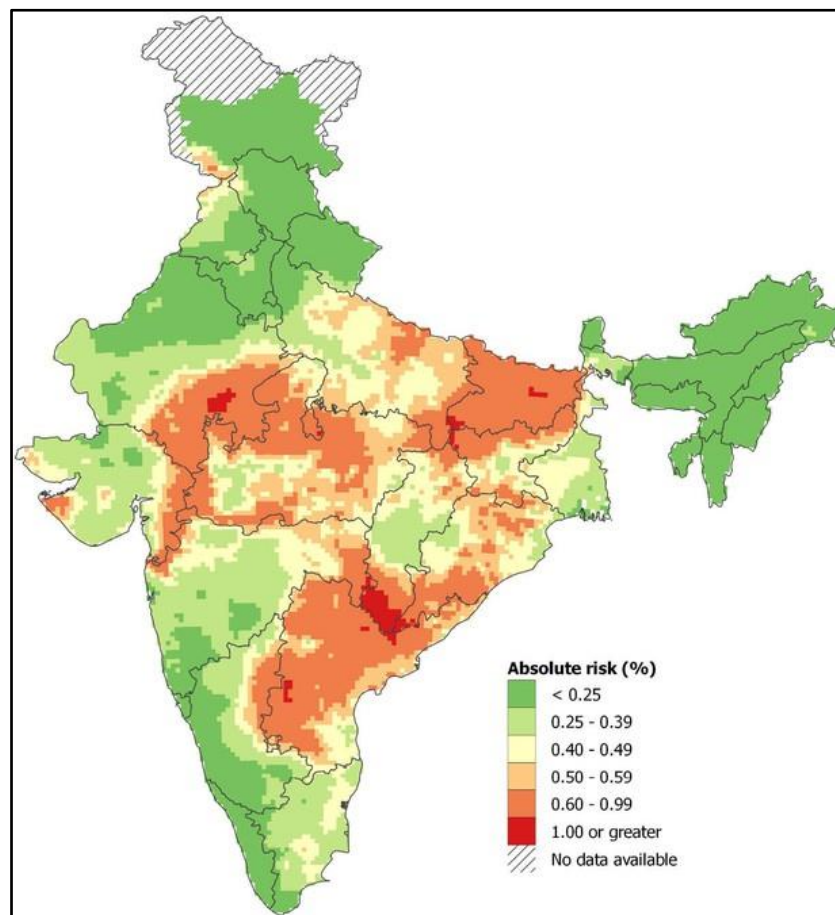 Absolute risk (%)
< 0.25
0.25 - 0.39
0.40 - 0.49
0.50 - 0.59
0.60 - 0.99
1.00 or greater
No data available